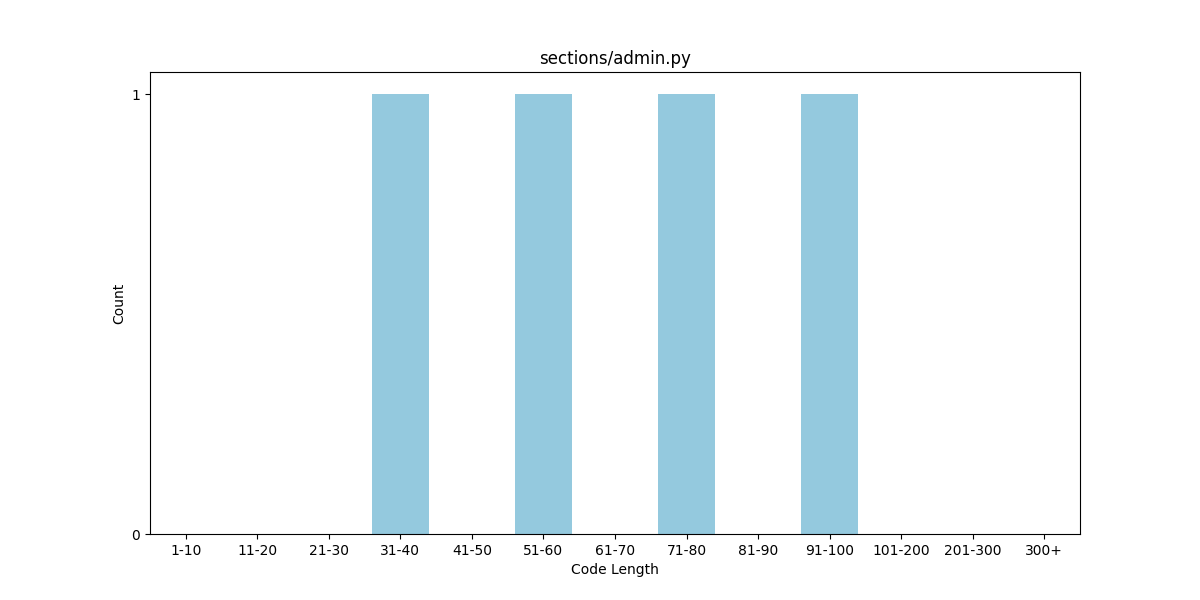 sections/admin.py
1
Count
0
1-10 11-20 21-30 31-40 41-50 51-60 61-70 71-80 81-90 91-100 101-200 201-300 300+
Code Length